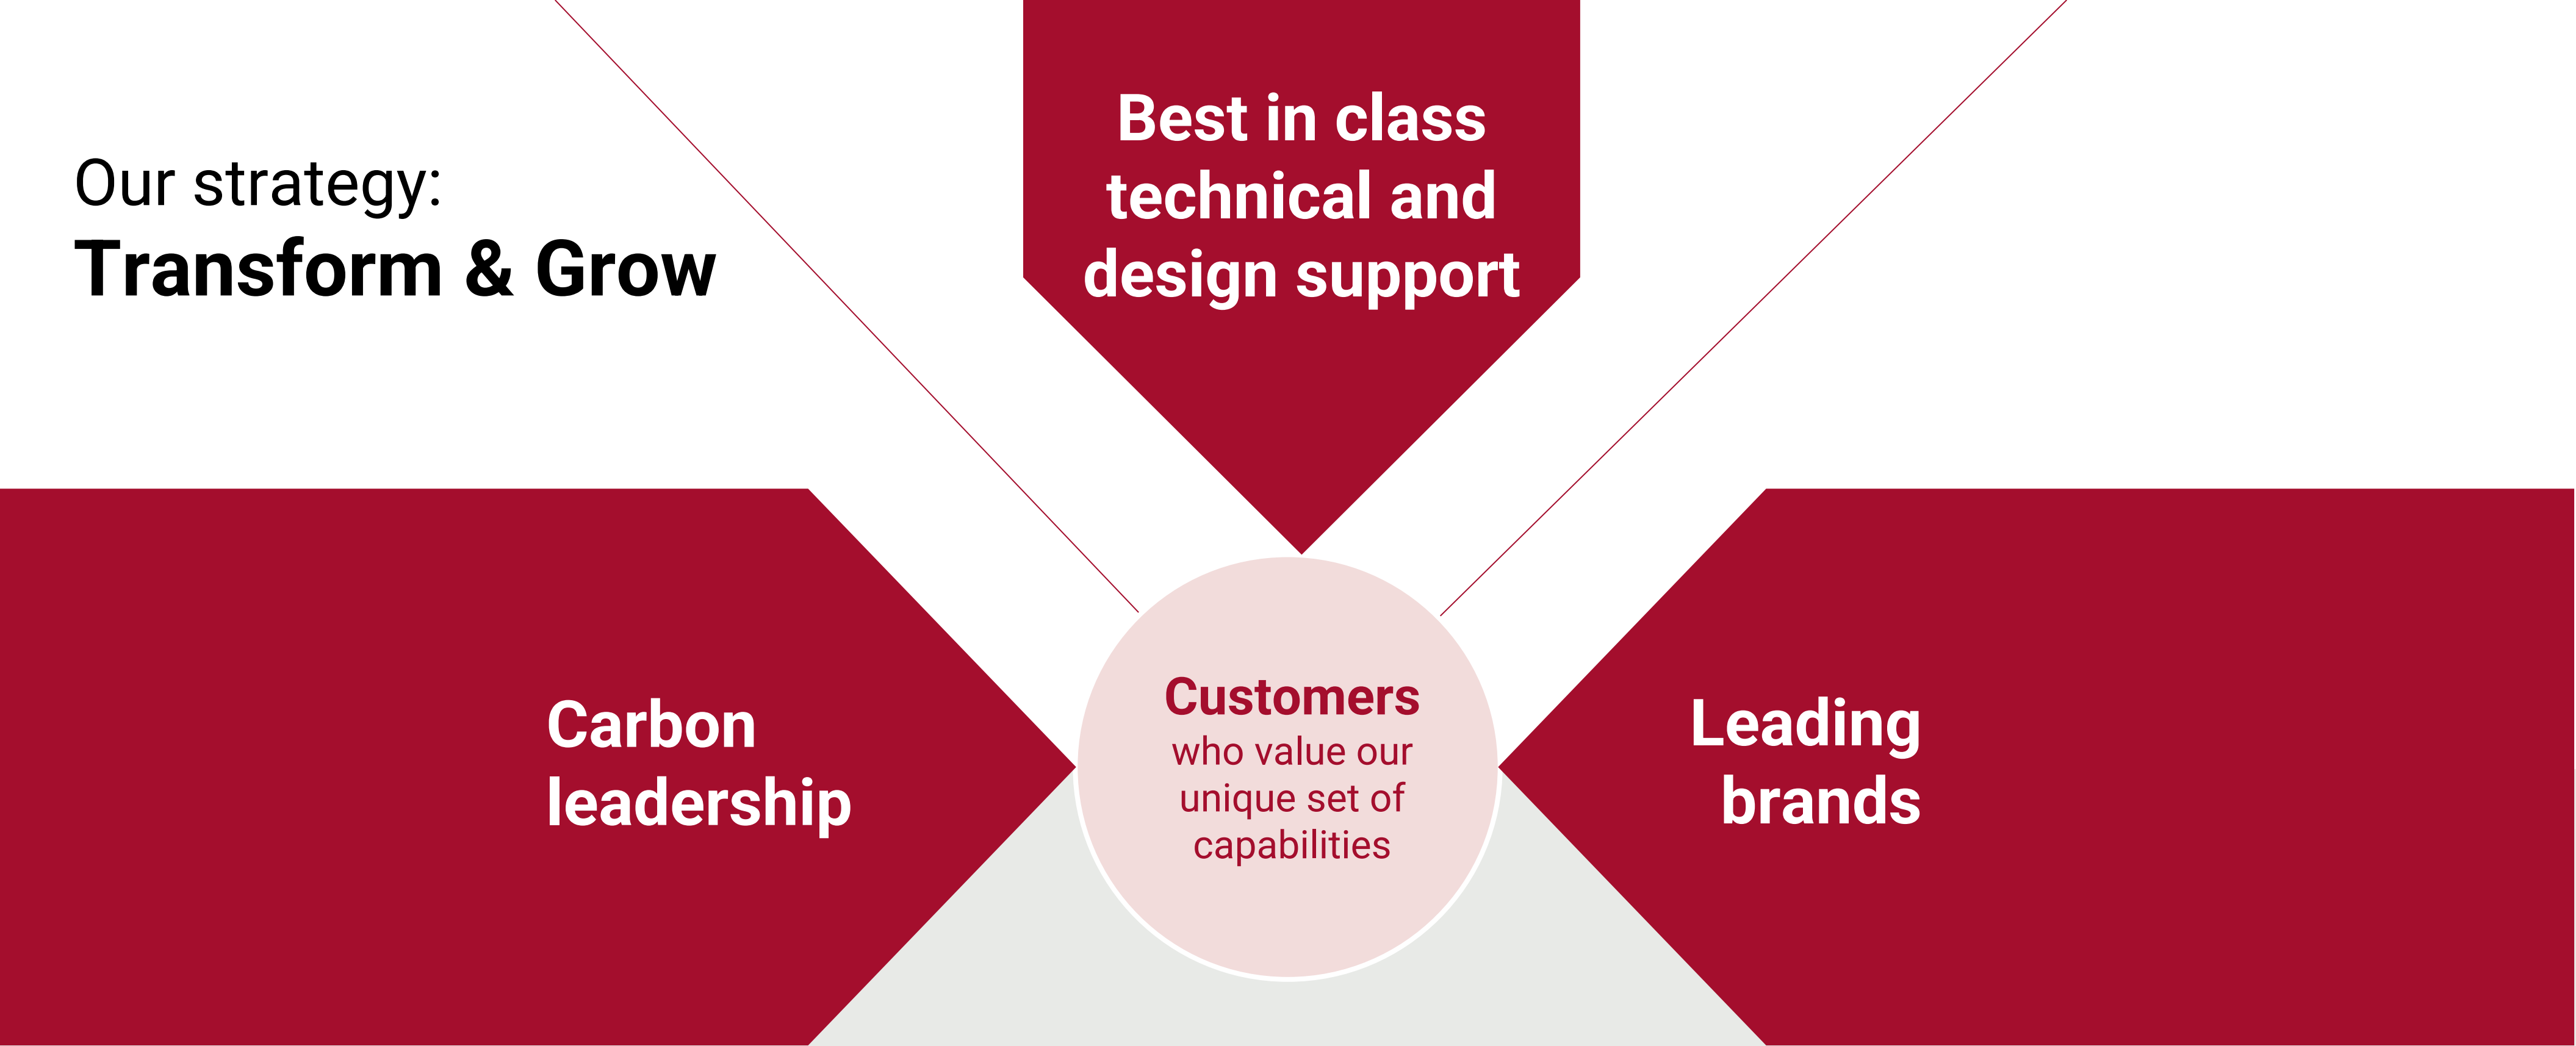 Our strategy:
Transform & Grow
Best in class
technical and
design support
Carbon
leadership
Customers
who value our
unique set of
capabilities
Leading
brands